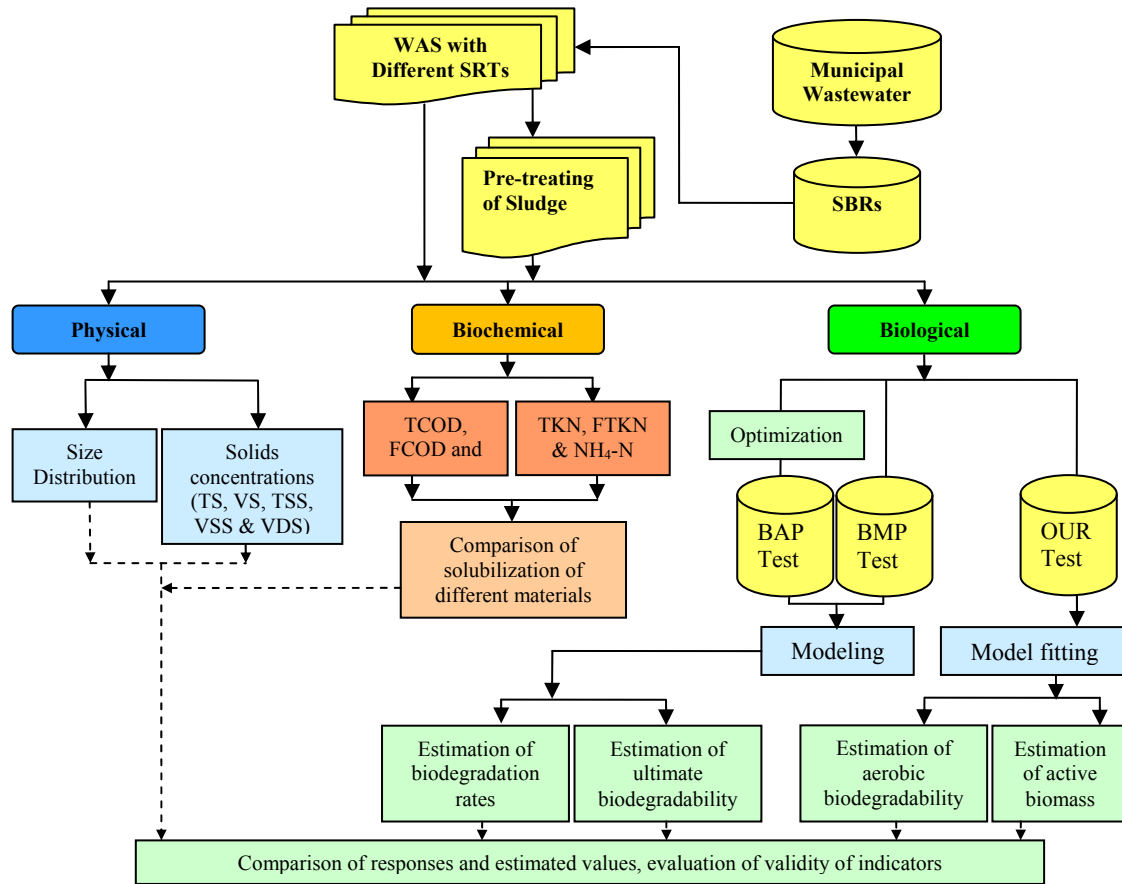 WAS with
Different SRTs
Municipal
Wastewater
Pre-treating
of Sludge
SBRs
Physical
Biochemical
Biological
Size
Distribution
Solids
concentrations
(TS, VS, TSS,
VSS & VDS)
TCOD,
FCOD and
TKN, FTKN
& NH₄-N
Optimization
BAP
Test
BMP
Test
OUR
Test
Comparison of
solubilization of
different materials
Modeling
Model fitting
Estimation of
biodegradation
rates
Estimation of
ultimate
biodegradability
Estimation of
aerobic
biodegradability
Estimation
of active
biomass
Comparison of responses and estimated values, evaluation of validity of indicators